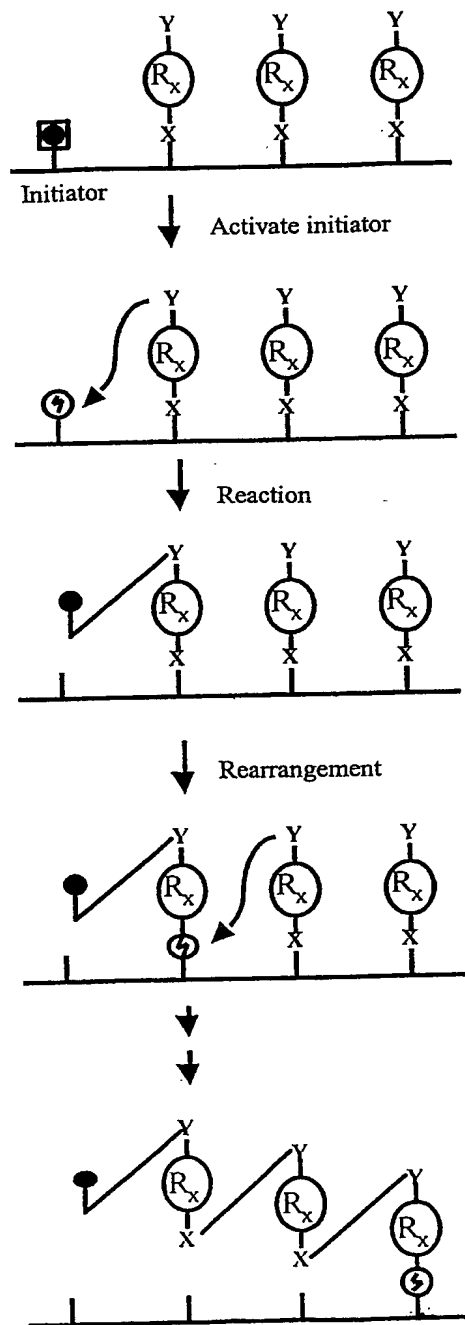 Y Y Y
Rx Rx Rx
X X X
Initiator
Activate initiator
Y Y Y
Rx Rx Rx
X X X
Reaction
Y Y Y
Rx Rx Rx
X X X
Rearrangement
Y Y Y
Rx Rx Rx
X X
Y Y Y
Rx Rx Rx
X X